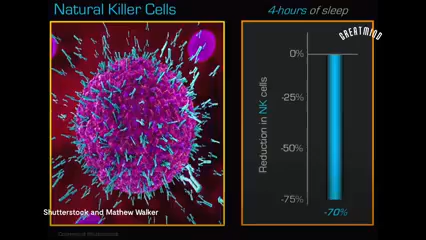 Natural Killer Cells
4-hours of sleep
GREATMIND
Reduction in NK cells
0%
-25%
-50%
-75%
-70%
Shutterstock and Mathew Walker